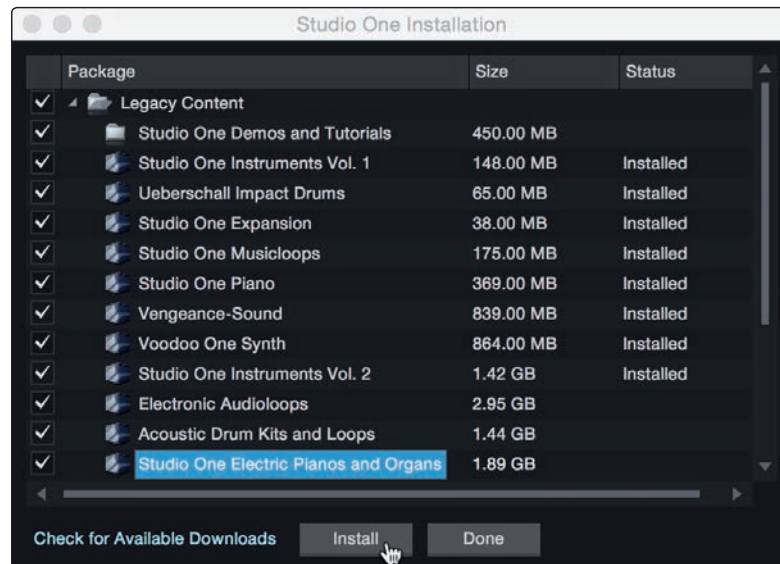 Studio One Installation
Package Size Status
Legacy Content
Studio One Demos and Tutorials 450.00 MB
Studio One Instruments Vol. 1 148.00 MB Installed
Ueberschall Impact Drums 65.00 MB Installed
Studio One Expansion 38.00 MB Installed
Studio One Musicloops 175.00 MB Installed
Studio One Piano 369.00 MB Installed
Vengeance-Sound 839.00 MB Installed
Voodoo One Synth 864.00 MB Installed
Studio One Instruments Vol. 2 1.42 GB Installed
Electronic Audioloops 2.95 GB
Acoustic Drum Kits and Loops 1.44 GB
Studio One Electric Pianos and Organs 1.89 GB
Check for Available Downloads Install Done